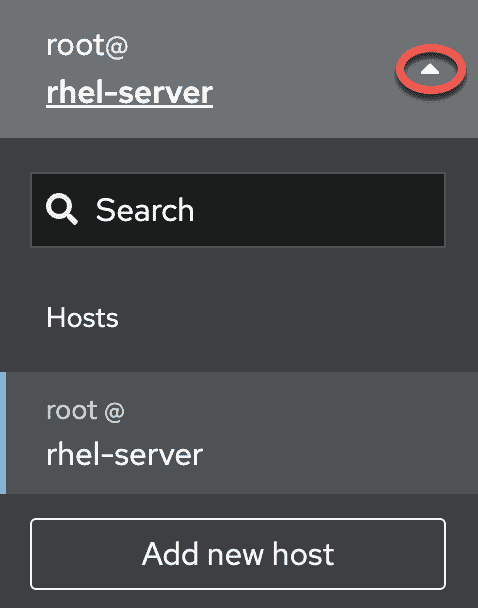 root@
rhel-server
Search
Hosts
root @
rhel-server
Add new host